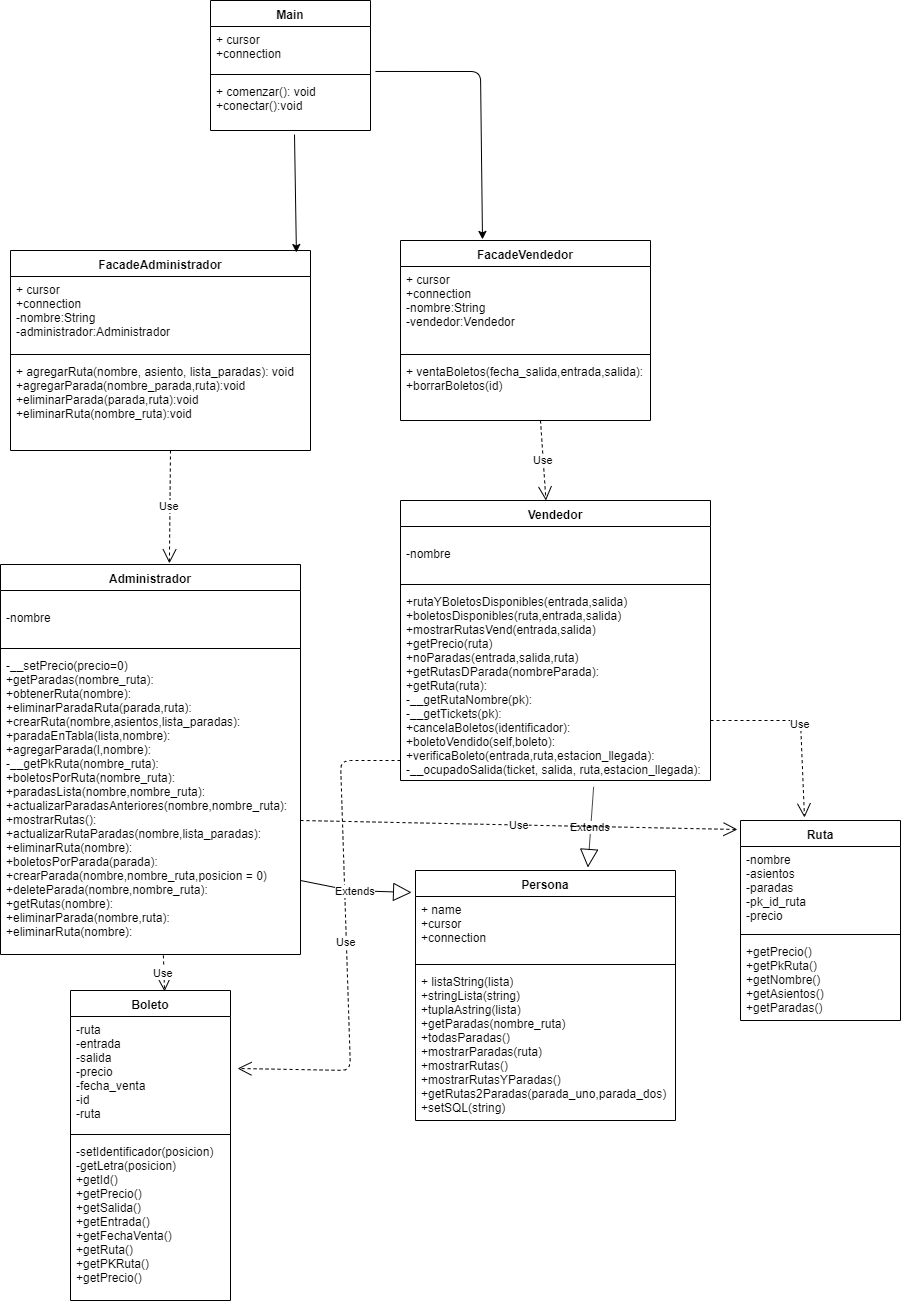 Main
+ cursor
+connection
+ comenzar(): void
+conectar():void
FacadeAdministrador
+ cursor
+connection
-nombre:String
-administrador:Administrador
+ agregarRuta(nombre, asiento, lista_paradas): void
+agregarParada(nombre_parada,ruta):void
+eliminarParada(parada,ruta):void
+eliminarRuta(nombre_ruta):void
FacadeVendedor
+ cursor
+connection
-nombre:String
-vendedor:Vendedor
+ ventaBoletos(fecha_salida,entrada,salida):
+borrarBoletos(id)
Use
Use
Vendedor
-nombre
+rutaYBoletosDisponibles(entrada,salida)
+boletosDisponibles(ruta,entrada,salida)
+mostrarRutasVend(entrada,salida)
+getPrecio(ruta)
+noParadas(entrada,salida,ruta)
+getRutasDParada(nombreParada)
+getRuta(ruta):
-__getRutaNombre(pk):
-__getTickets(pk):
+cancelaBoletos(identificador):
+boletoVendido(self,boleto):
+verificaBoleto(entrada,ruta,estacion_llegada):
-__ocupadoSalida(ticket, salida, ruta,estacion_llegada):
Administrador
-nombre
-__setPrecio(precio=0)
+getParadas(nombre_ruta):
+obtenerRuta(nombre):
+eliminarParadaRuta(parada,ruta):
+crearRuta(nombre,asientos,lista_paradas):
+paradaEnTabla(lista,nombre):
+agregarParada(l,nombre):
-__getPkRuta(nombre_ruta):
+boletosPorRuta(nombre_ruta):
+paradasLista(nombre,nombre_ruta):
+actualizarParadasAnteriores(nombre,nombre_ruta):
+mostrarRutas():
+actualizarRutaParadas(nombre,lista_paradas):
+eliminarRuta(nombre):
+boletosPorParada(parada):
+crearParada(nombre,nombre_ruta,posicion = 0)
+deleteParada(nombre,nombre_ruta):
+getRutas(nombre):
+eliminarParada(nombre,ruta):
+eliminarRuta(nombre):
Use
Use
Extends
Extends
Use
Use
Ruta
-nombre
-asientos
-paradas
-pk_id_ruta
-precio
+getPrecio()
+getPkRuta()
+getNombre()
+getAsientos()
+getParadas()
Persona
+ name
+cursor
+connection
+ listaString(lista)
+stringLista(string)
+tuplaAstring(lista)
+getParadas(nombre_ruta)
+todasParadas()
+mostrarParadas(ruta)
+mostrarRutas()
+mostrarRutasYParadas()
+getRutas2Paradas(parada_uno,parada_dos)
+setSQL(string)
Boleto
-ruta
-entrada
-salida
-precio
-fecha_venta
-id
-ruta
-setIdentificador(posicion)
-getLetra(posicion)
+getId()
+getPrecio()
+getSalida()
+getEntrada()
+getFechaVenta()
+getRuta()
+getPKRuta()
+getPrecio()